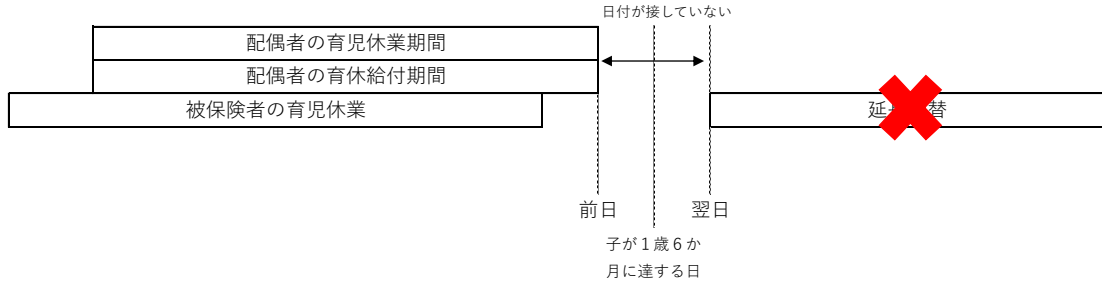 日付が接していない
配偶者の育児休業期間
配偶者の育休給付期間
被保険者の育児休業
延 替
前日
翌日
子が１歳６か
月に達する日